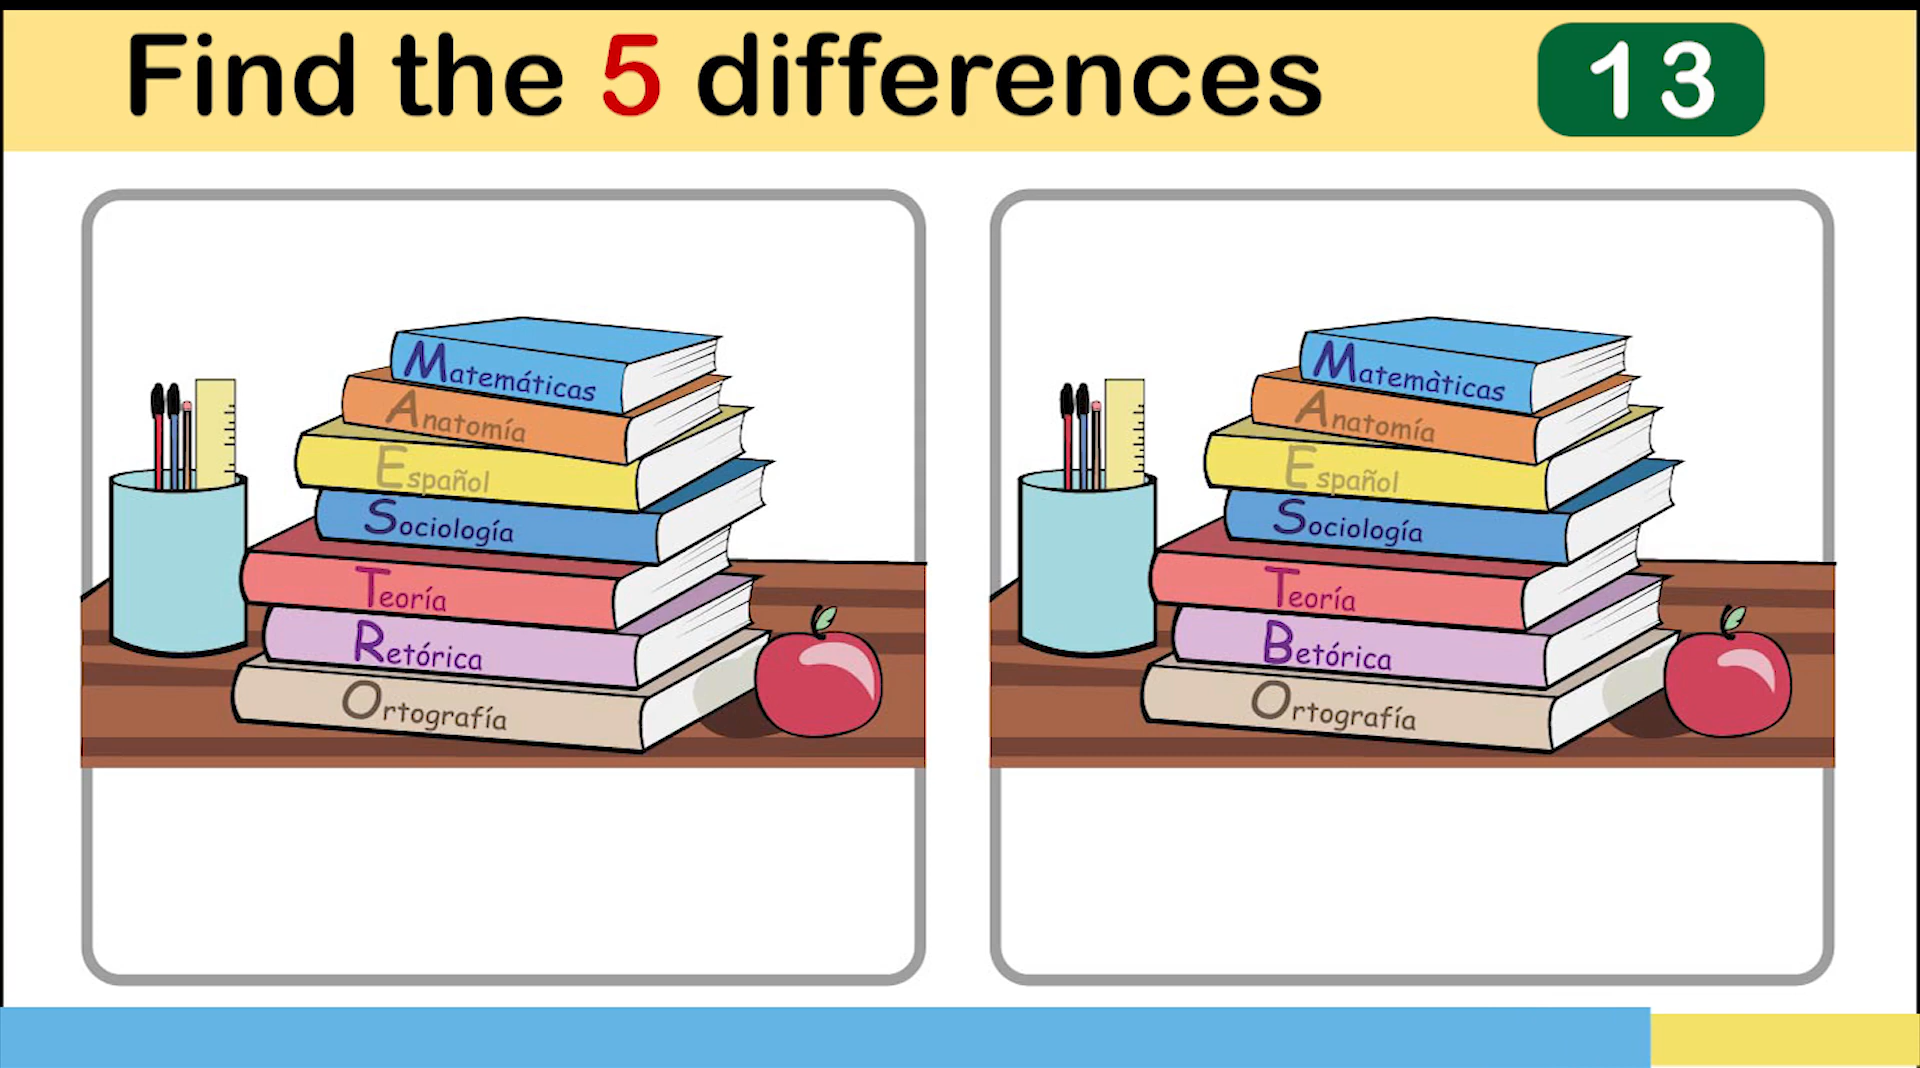 Find the 5 differences
13
Matemáticas
Anatomía
Español
Sociología
Teoría
Retórica
Ortografía
Matemàticas
Anatomía
Español
Sociología
Teoría
Betórica
Ortografía